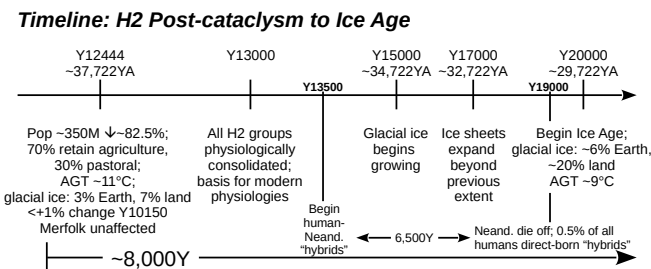 Timeline: H2 Post-cataclysm to Ice Age
Y12444
~37,722YA
Y13000
Y13500
Y15000
~34,722YA
Y17000
~32,722YA
Y19000
Y20000
~29,722YA
Pop ~350M ↓~82.5%;
70% retain agriculture,
30% pastoral;
AGT ~11°C;
glacial ice: 3% Earth, 7% land
<+1% change Y10150
Merfolk unaffected
All H2 groups
physiologically
consolidated;
basis for modern
physiologies
Begin
human-
Neand.
“hybrids”
Glacial ice
begins
growing
Ice sheets
expand
beyond
previous
extent
Begin Ice Age;
glacial ice: ~6% Earth,
~20% land
AGT ~9°C
6,500Y
Neand. die off; 0.5% of all
humans direct-born “hybrids”
~8,000Y